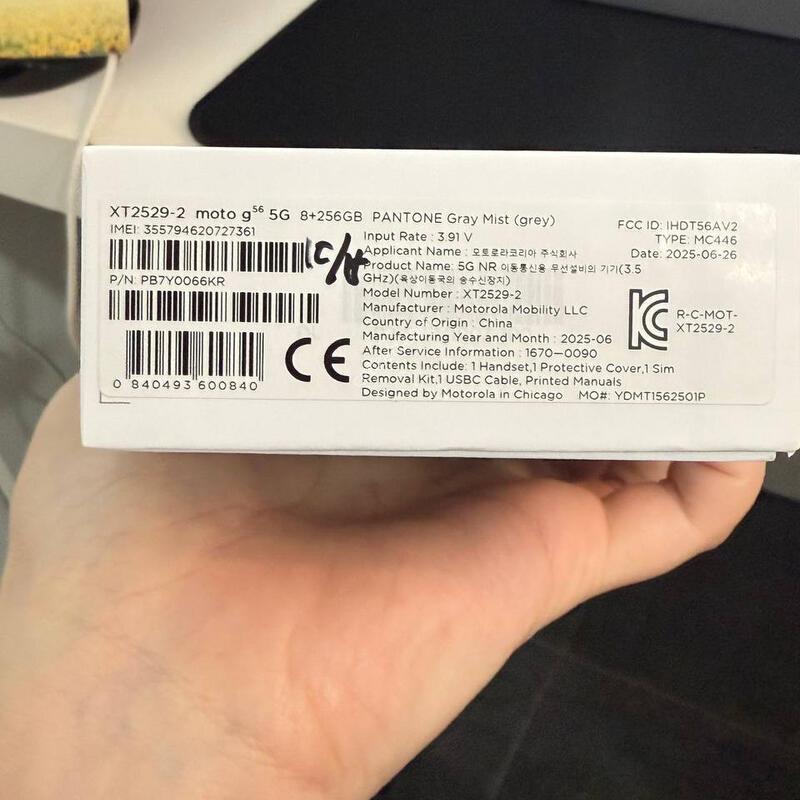 XT2529-2 moto g56 5G 8+256GB PANTONE Gray Mist (grey)
IMEI: 355794620727361
P/N: PB7Y0066KR
0 840493 600840
CE
Input Rate : 3.91 V
Applicant Name : 모토로라코리아 주식회사
Product Name: 5G NR 이동통신용 무선설비의 기기(3.5
GHz)(육상이동국의 송수신장치)
Model Number : XT2529-2
Manufacturer : Motorola Mobility LLC
Country of Origin : China
Manufacturing Year and Month : 2025-06
After Service Information : 1670-0090
Contents Include: 1 Handset,1 Protective Cover,1 Sim
Removal Kit,1 USBC Cable, Printed Manuals
Designed by Motorola in Chicago MO#: YDMT1562501P
FCC ID: IHDT56AV2
TYPE: MC446
Date: 2025-06-26
R-C-MOT-
XT2529-2